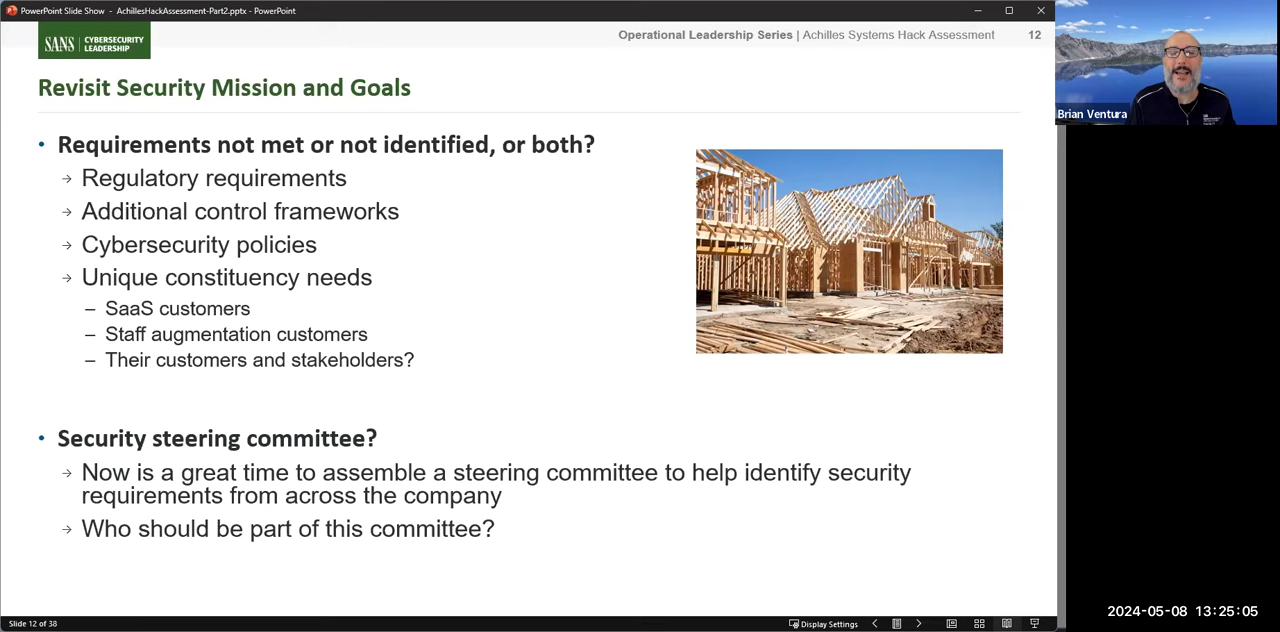 PowerPoint Slide Show - AchillesHackAssessment-Part2.pptx - PowerPoint
SANS | CYBERSECURITY LEADERSHIP
Operational Leadership Series | Achilles Systems Hack Assessment 12
Revisit Security Mission and Goals
• Requirements not met or not identified, or both?
→ Regulatory requirements
→ Additional control frameworks
→ Cybersecurity policies
→ Unique constituency needs
– SaaS customers
– Staff augmentation customers
– Their customers and stakeholders?
• Security steering committee?
→ Now is a great time to assemble a steering committee to help identify security
requirements from across the company
→ Who should be part of this committee?
Brian Ventura
Slide 12 of 38
Display Settings
2024-05-08 13:25:05